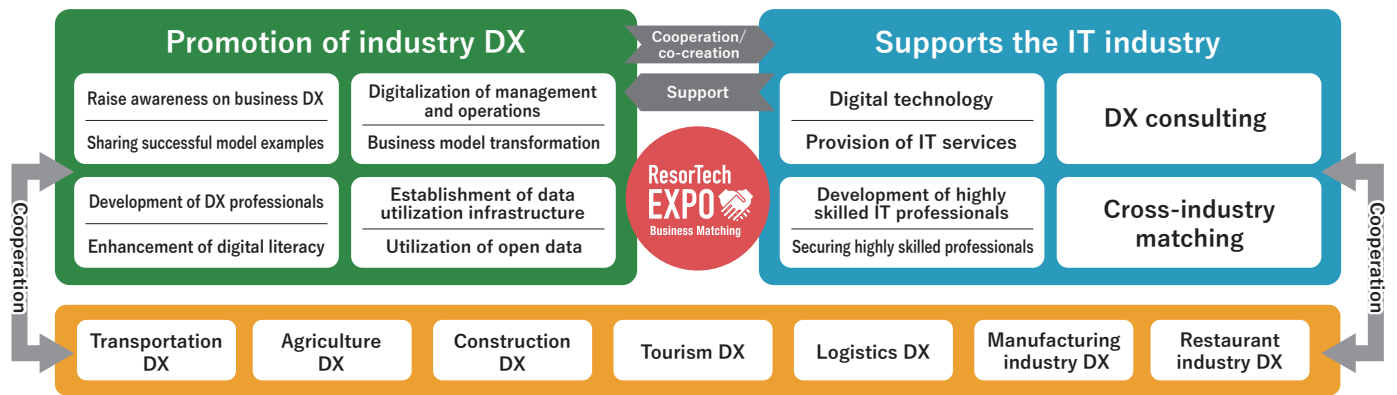 Promotion of industry DX
Raise awareness on business DX
Sharing successful model examples
Digitalization of management
and operations
Business model transformation
Development of DX professionals
Enhancement of digital literacy
Establishment of data
utilization infrastructure
Utilization of open data
Cooperation/
co-creation
Support
ResorTech
EXPO
Business Matching
Supports the IT industry
Digital technology
Provision of IT services
DX consulting
Development of highly
skilled IT professionals
Securing highly skilled professionals
Cross-industry
matching
Cooperation
Cooperation
Transportation
DX
Agriculture
DX
Construction
DX
Tourism DX
Logistics DX
Manufacturing
industry DX
Restaurant
industry DX